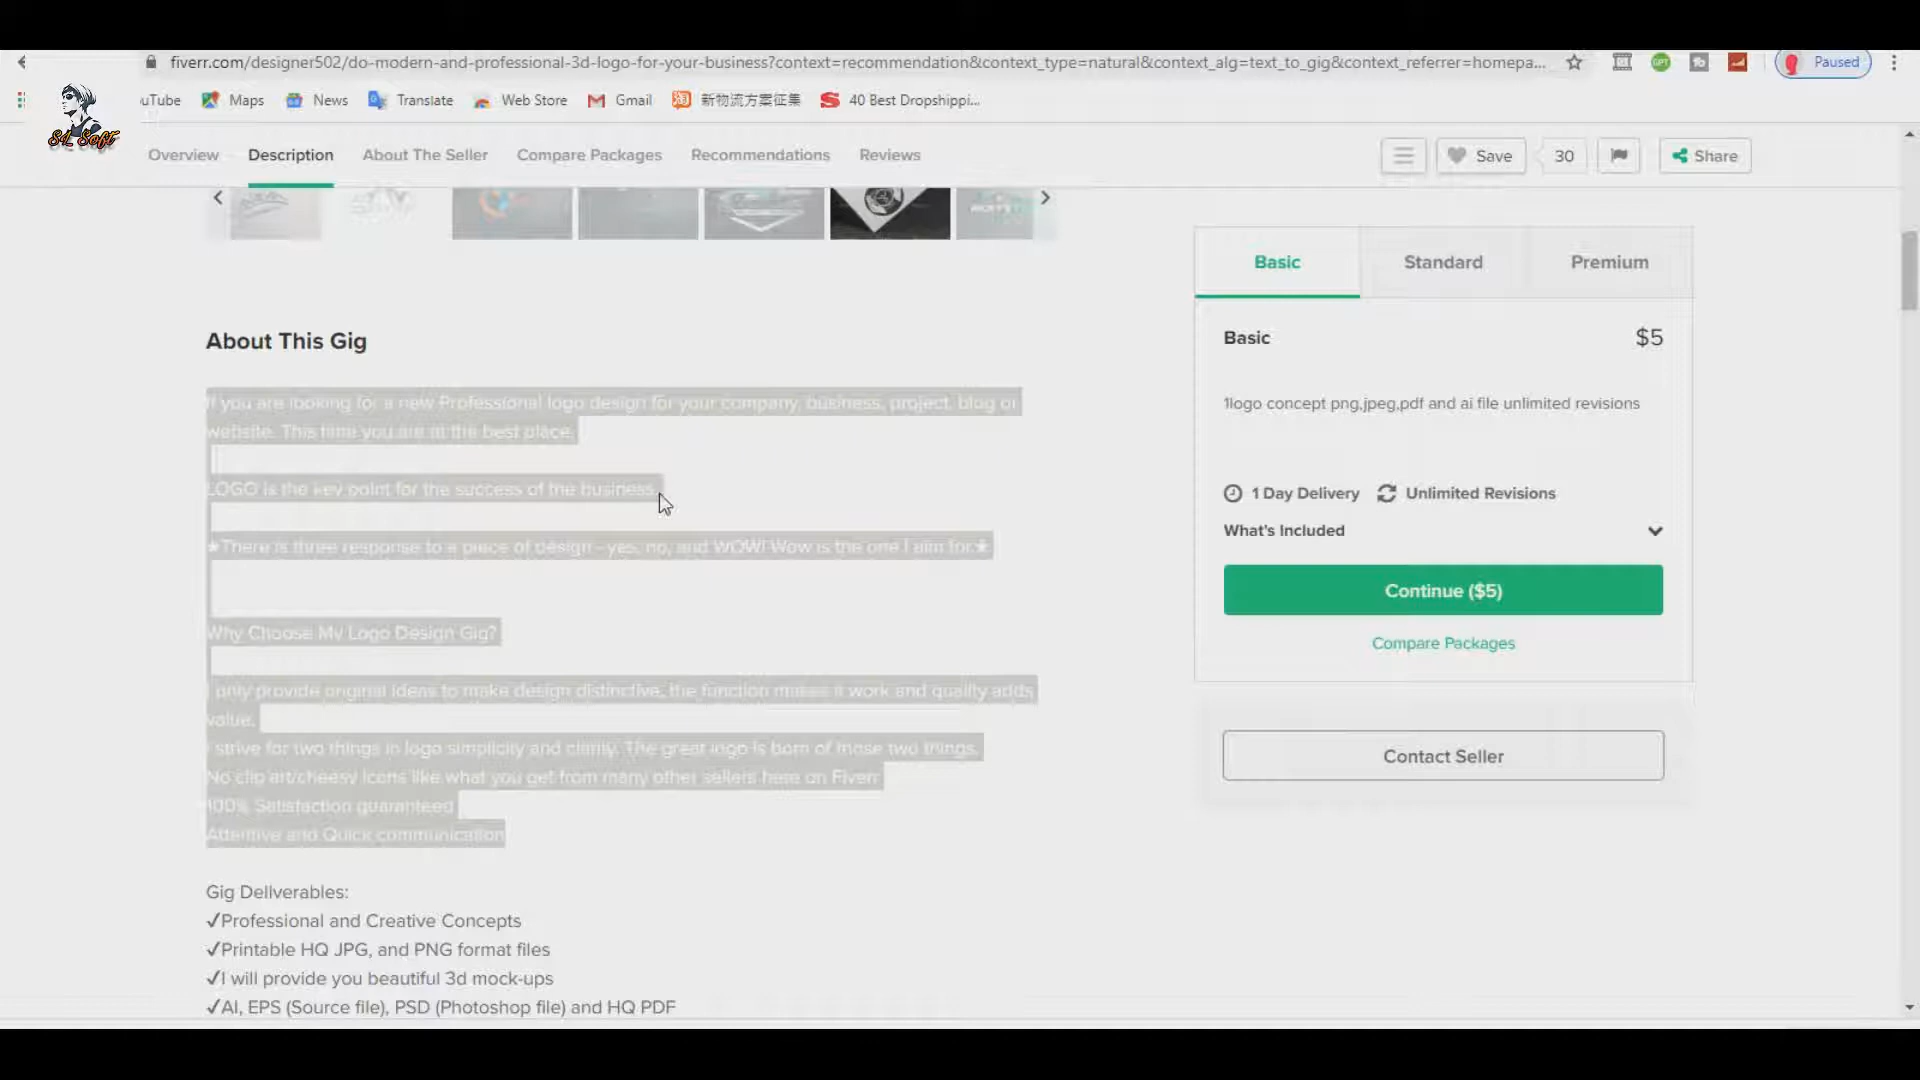 fiverr.com/designer502/do-modern-and-professional-3d-logo-for-your-business?context=recommendation&context_type=natural&context_alg=text_to_gig&context_referrer=homepa...
Paused
uTube
Maps
News
Translate
Web Store
Gmail
新物流方案征集
40 Best Dropshippi...
S4 Soft
Overview
Description
About The Seller
Compare Packages
Recommendations
Reviews
Save
30
Share
About This Gig
If you are looking for a new Professional logo design for your company, business, project, blog or
website. This time you are at the best place.
LOGO is the key point for the success of the business.
★There is three response to a piece of design - yes, no, and WOW! Wow is the one I aim for.★
Why Choose My Logo Design Gig?
I only provide original ideas to make design distinctive, the function makes it work and quality adds
value.
I strive for two things in logo simplicity and clarity. The great logo is born of those two things.
No clip art/cheesy icons like what you get from many other sellers here on Fiverr
100% Satisfaction guaranteed
Attentive and Quick communication
Gig Deliverables:
✓Professional and Creative Concepts
✓Printable HQ JPG, and PNG format files
✓I will provide you beautiful 3d mock-ups
✓AI, EPS (Source file), PSD (Photoshop file) and HQ PDF
Basic
Standard
Premium
Basic
$5
1logo concept png,jpeg,pdf and ai file unlimited revisions
1 Day Delivery
Unlimited Revisions
What's Included
Continue ($5)
Compare Packages
Contact Seller